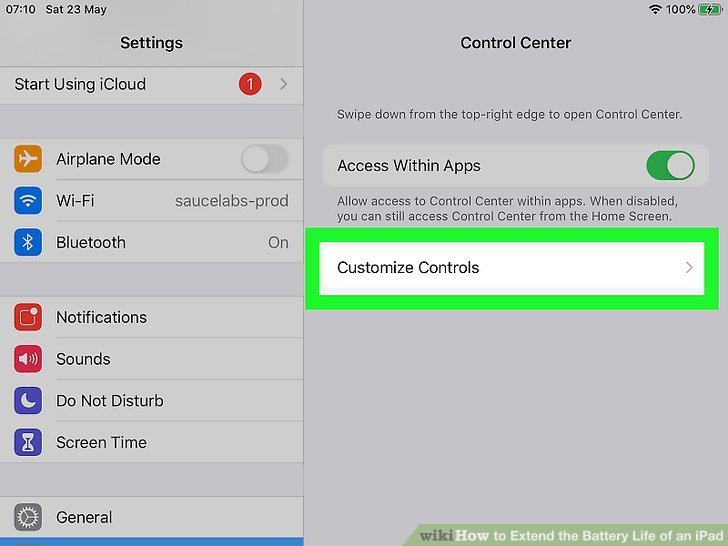 07:10 Sat 23 May
100%
Settings
Start Using iCloud 1
Airplane Mode
Wi-Fi saucelabs-prod
Bluetooth On
Notifications
Sounds
Do Not Disturb
Screen Time
General
Control Center
Swipe down from the top-right edge to open Control Center.
Access Within Apps
Allow access to Control Center within apps. When disabled,
you can still access Control Center from the Home Screen.
Customize Controls
wikiHow to Extend the Battery Life of an iPad